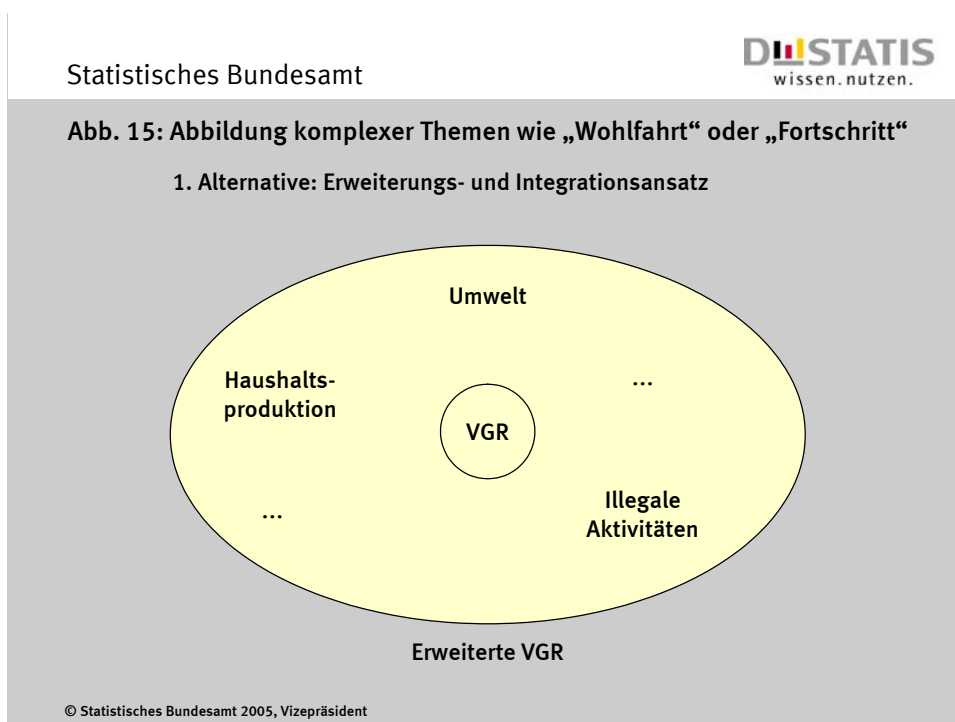 Statistisches Bundesamt
DESTATIS
wissen.nutzen.
Abb. 15: Abbildung komplexer Themen wie „Wohlfahrt“ oder „Fortschritt“
1. Alternative: Erweiterungs- und Integrationsansatz
Umwelt
Haushalts-
produktion
...
VGR
...
Illegale
Aktivitäten
Erweiterte VGR
© Statistisches Bundesamt 2005, Vizepräsident